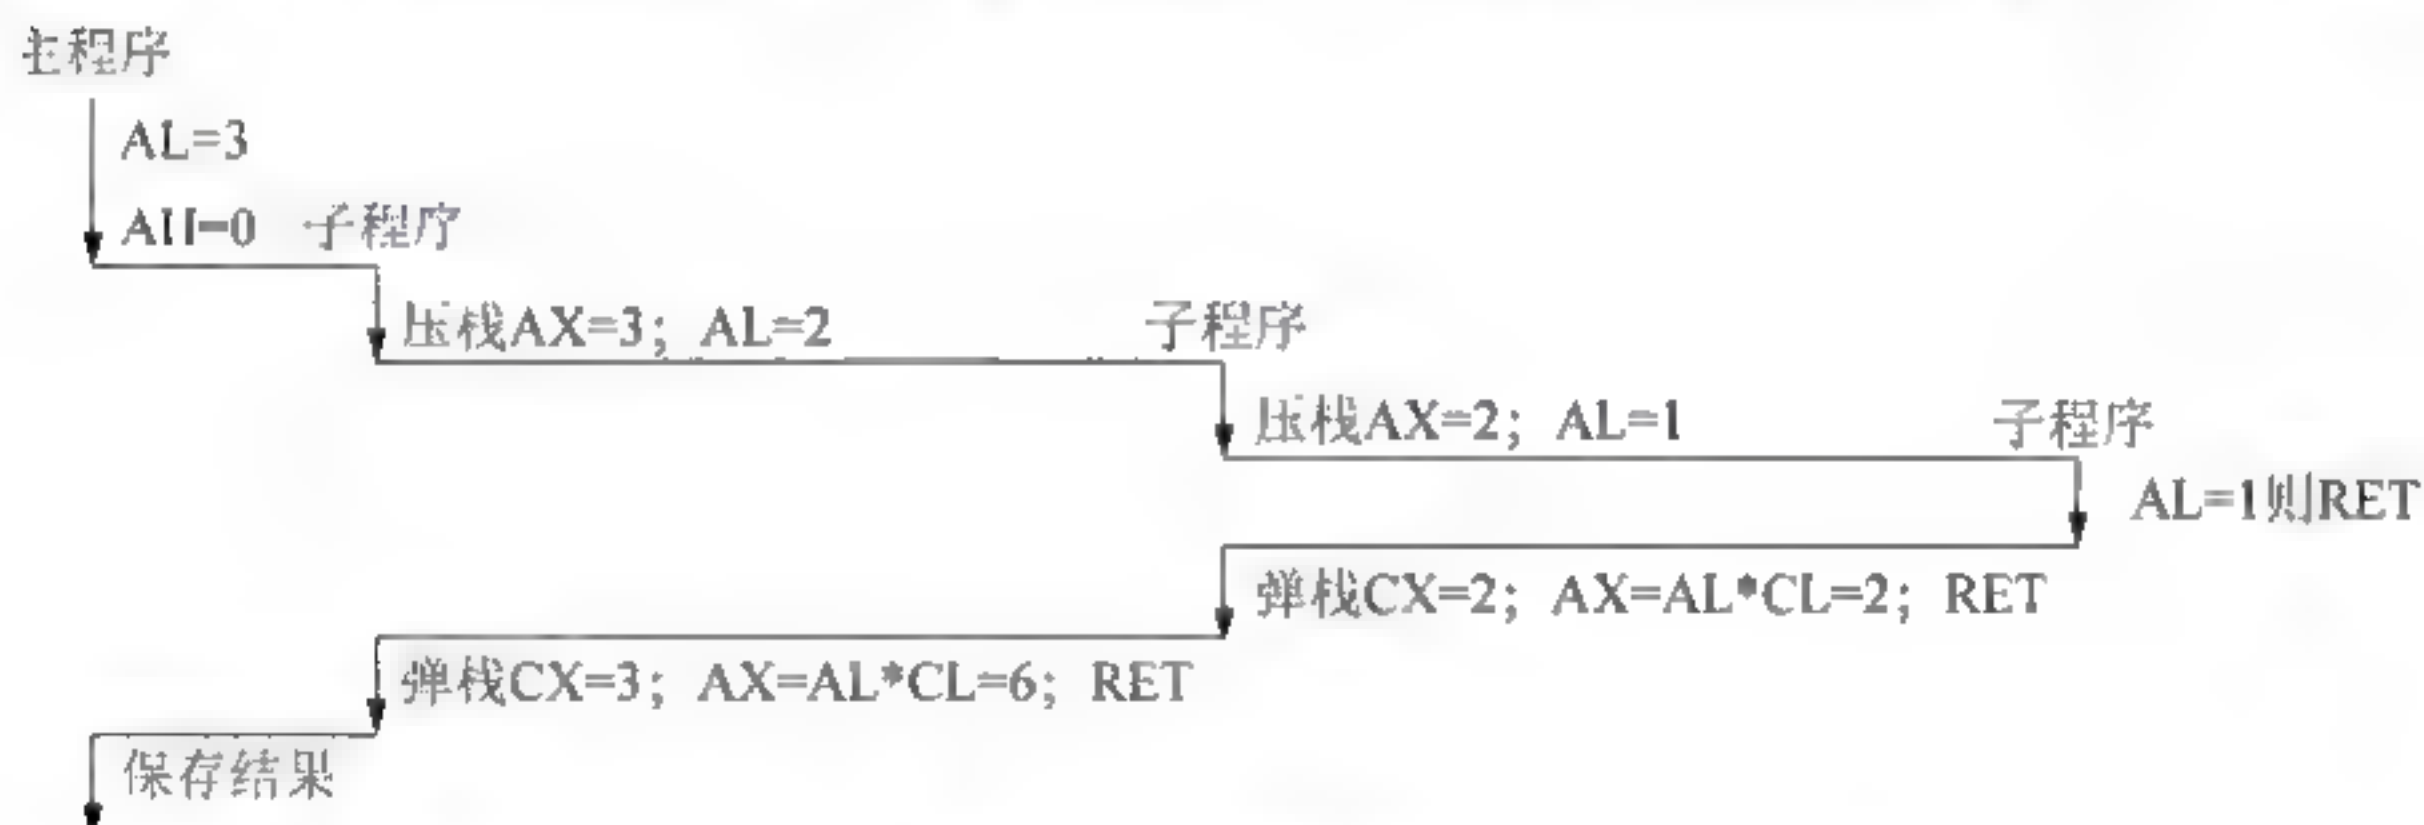 主程序
AL=3
AH=0 子程序
压栈AX=3；AL=2 子程序
压栈AX=2；AL=1 子程序
AL=1则RET
弹栈CX=2；AX=AL*CL=2；RET
弹栈CX=3；AX=AL*CL=6；RET
保存结果